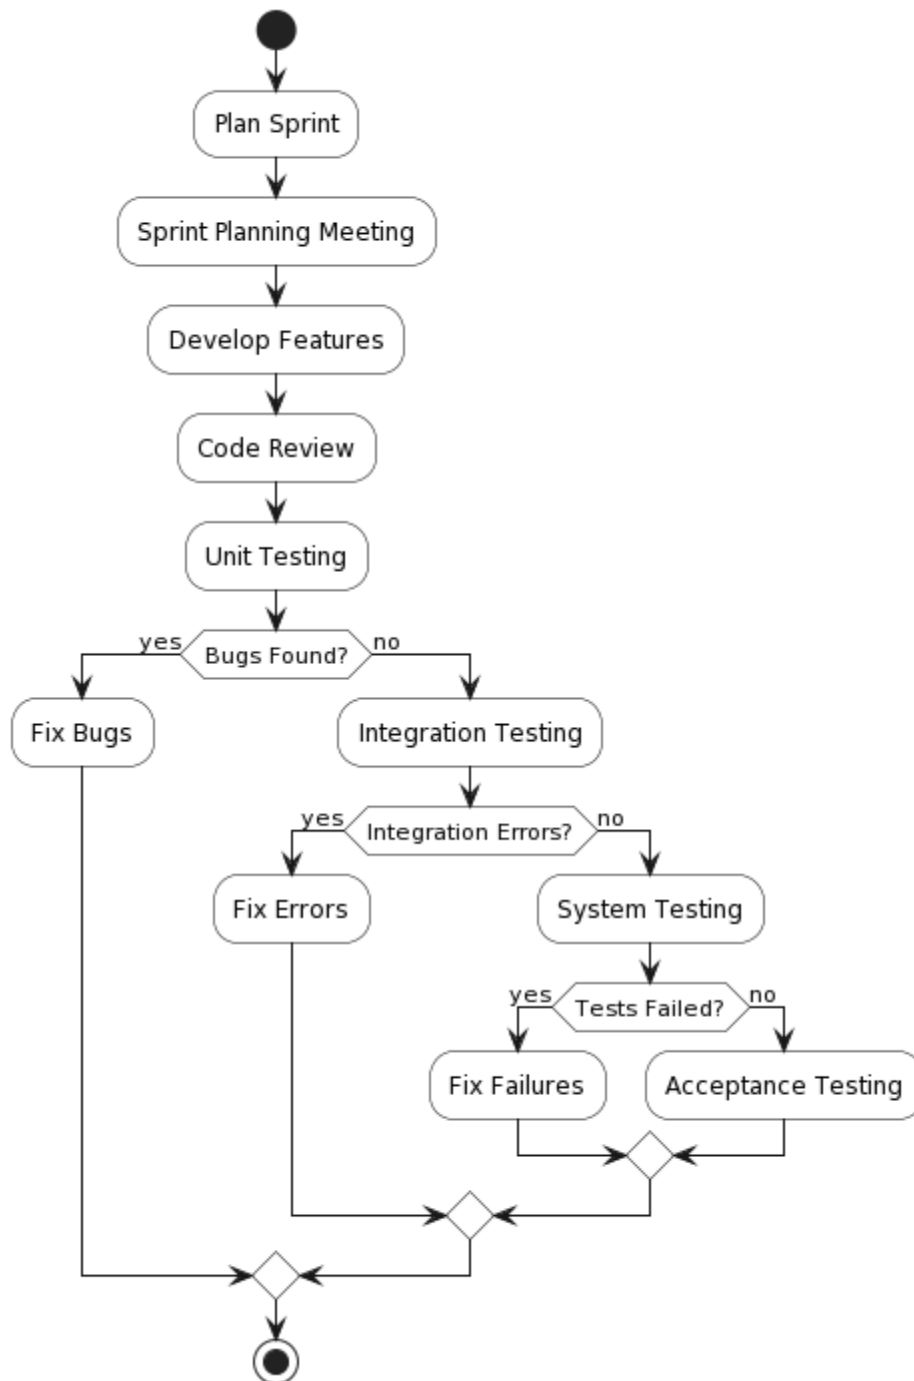 Plan Sprint
Sprint Planning Meeting
Develop Features
Code Review
Unit Testing
yes
Bugs Found?
no
Fix Bugs
Integration Testing
yes
Integration Errors?
no
Fix Errors
System Testing
yes
Tests Failed?
no
Fix Failures
Acceptance Testing